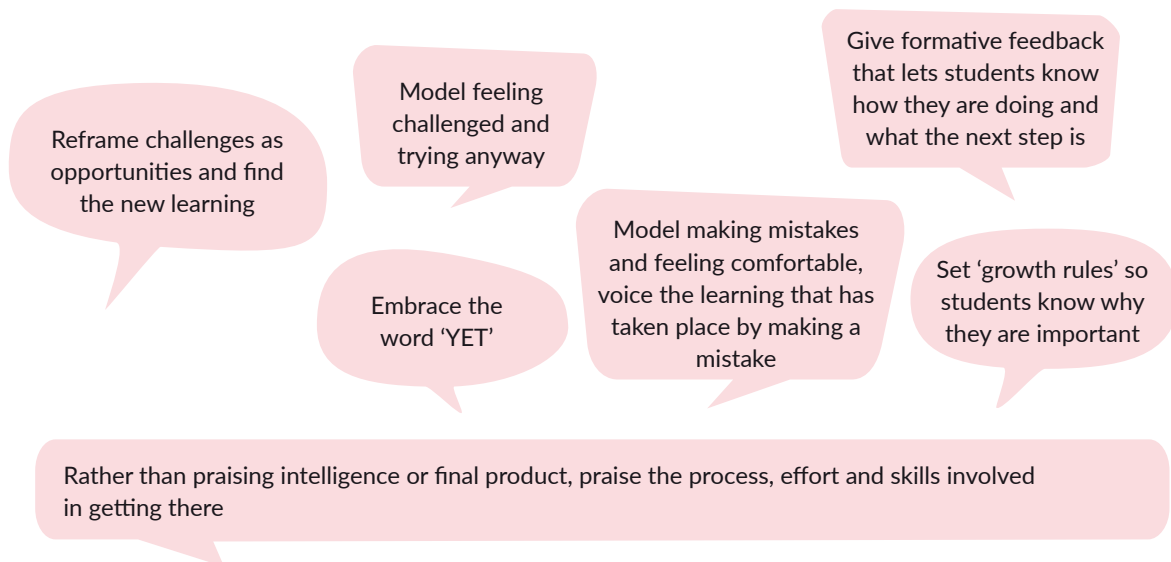 Reframe challenges as
opportunities and find
the new learning
Model feeling
challenged and
trying anyway
Give formative feedback
that lets students know
how they are doing and
what the next step is
Embrace the
word ‘YET’
Model making mistakes
and feeling comfortable,
voice the learning that has
taken place by making a
mistake
Set ‘growth rules’ so
students know why
they are important
Rather than praising intelligence or final product, praise the process, effort and skills involved
in getting there